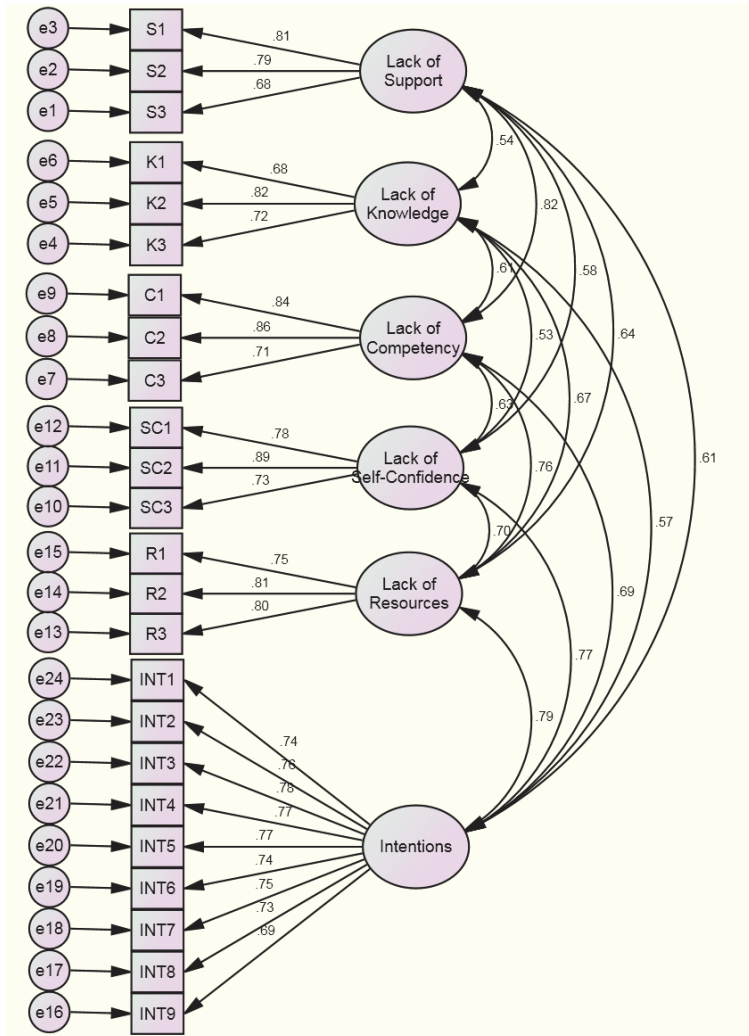 e3
S1
.81
e2
S2
.79
e1
S3
.68
Lack of
Support
.54
e6
K1
.68
e5
K2
.82
e4
K3
.72
Lack of
Knowledge
.82
.61
.58
e9
C1
.84
e8
C2
.86
e7
C3
.71
Lack of
Competency
.53
.64
.67
.63
e12
SC1
.78
e11
SC2
.89
e10
SC3
.73
Lack of
Self-Confidence
.76
.61
.70
.57
e15
R1
.75
e14
R2
.81
e13
R3
.80
Lack of
Resources
.69
.77
.79
e24
INT1
.74
e23
INT2
.76
e22
INT3
.78
e21
INT4
.77
e20
INT5
.77
e19
INT6
.74
e18
INT7
.75
e17
INT8
.73
e16
INT9
.69
Intentions